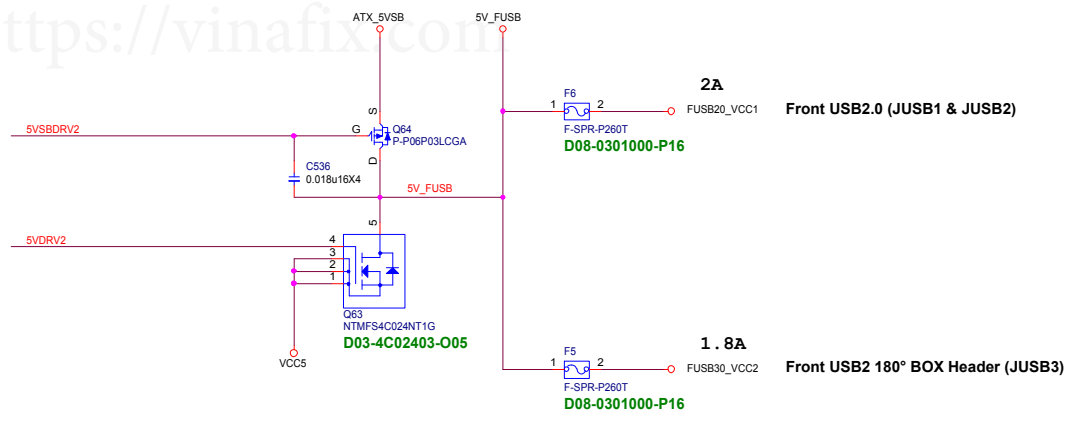 ttps://vinafix.com
ATX_5VSB
5V_FUSB
2A
F6
1
2
FUSB20_VCC1
Front USB2.0 (JUSB1 & JUSB2)
F-SPR-P260T
D08-0301000-P16
S
5VSBDRV2
G
Q64
P-P06P03LCGA
D
C536
0.018u16X4
5V_FUSB
5
5VDRV2
4
3
2
1
Q63
NTMFS4C024NT1G
D03-4C02403-O05
VCC5
1.8A
F5
1
2
FUSB30_VCC2
Front USB2 180° BOX Header (JUSB3)
F-SPR-P260T
D08-0301000-P16